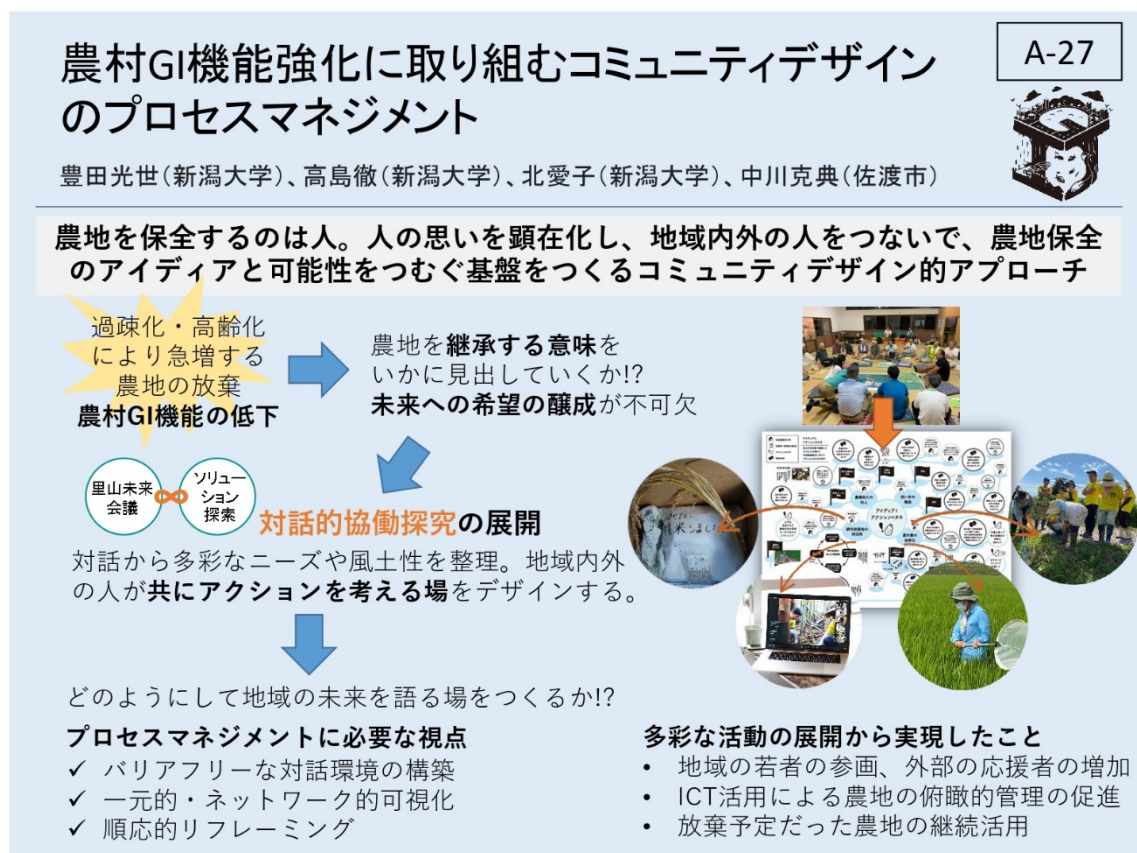 農村GI機能強化に取り組むコミュニティデザイン
のプロセスマネジメント
A-27
豊田光世(新潟大学)、高島徹(新潟大学)、北愛子(新潟大学)、中川克典(佐渡市)
農地を保全するのは人。人の思いを顕在化し、地域内外の人をつないで、農地保全
のアイディアと可能性をつむぐ基盤をつくるコミュニティデザイン的アプローチ
過疎化・高齢化
により急増する
農地の放棄
農村GI機能の低下
農地を継承する意味を
いかに見出していくか!?
未来への希望の醸成が不可欠
里山未来
会議
ソリュー
ション
探索
対話的協働探究の展開
対話から多彩なニーズや風土性を整理。地域内外
の人が共にアクションを考える場をデザインする。
どのようにして地域の未来を語る場をつくるか!?
プロセスマネジメントに必要な視点
✓ バリアフリーな対話環境の構築
✓ 一元的・ネットワーク的可視化
✓ 順応的リフレーミング
多彩な活動の展開から実現したこと
• 地域の若者の参画、外部の応援者の増加
• ICT活用による農地の俯瞰的管理の促進
• 放棄予定だった農地の継続活用